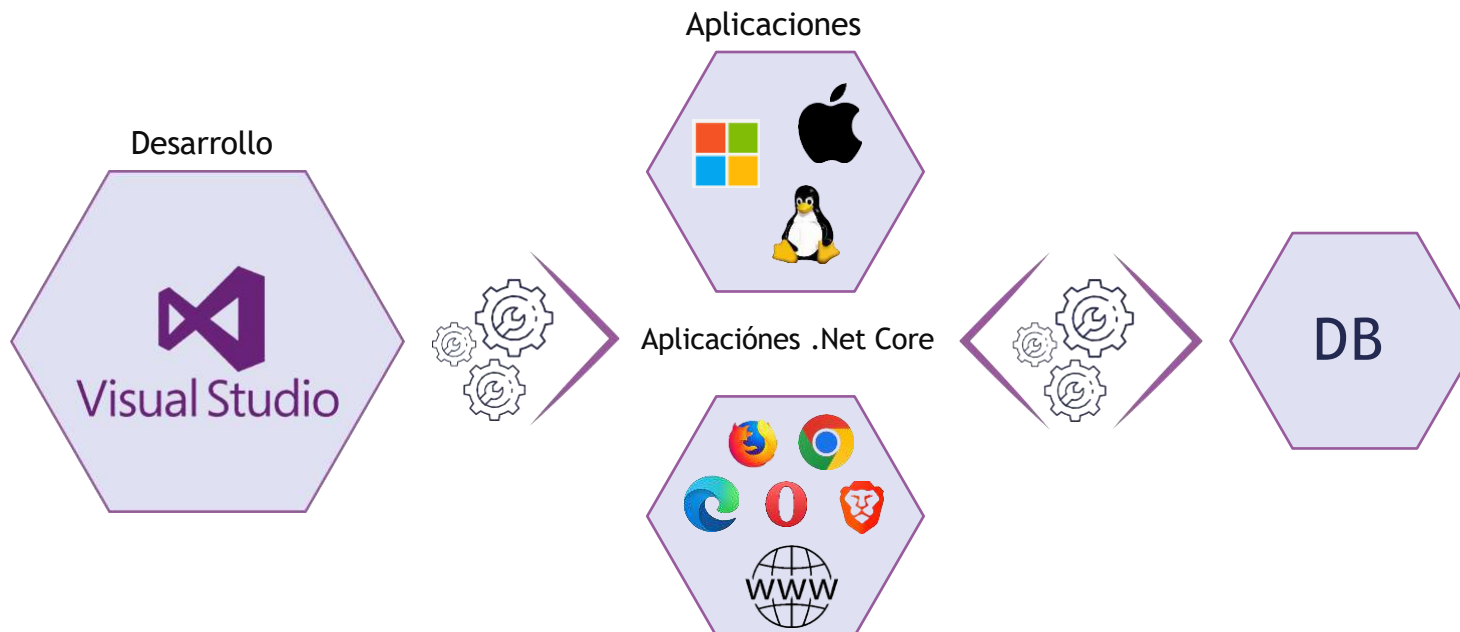 Aplicaciones
Desarrollo
Visual Studio
Aplicaciónes .Net Core
DB
WWW